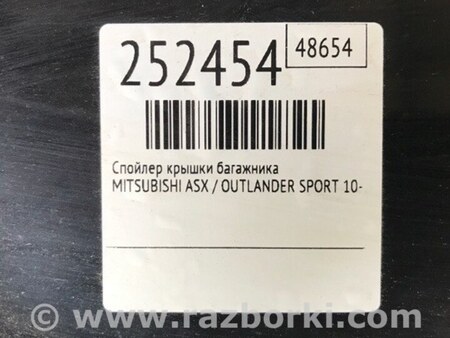 252454
48654
Спойлер крышки багажника
MITSUBISHI ASX / OUTLANDER SPORT 10-
© www.razborki.com